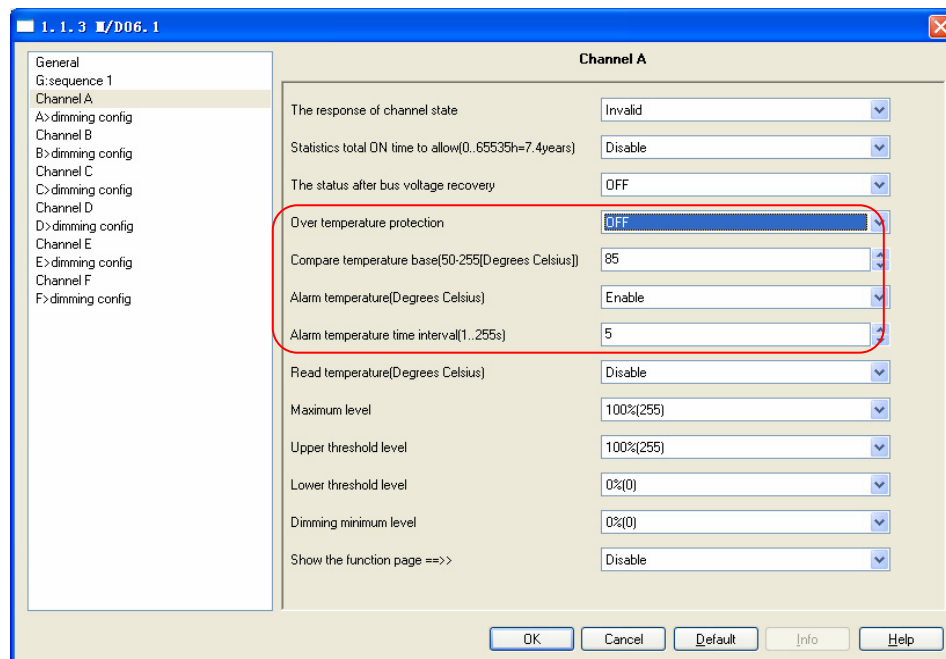 1.1.3 M/D06.1
General
G:sequence 1
Channel A
A>dimming config
Channel B
B>dimming config
Channel C
C>dimming config
Channel D
D>dimming config
Channel E
E>dimming config
Channel F
F>dimming config
Channel A
The response of channel state Invalid
Statistics total ON time to allow(0..65535h=7.4years) Disable
The status after bus voltage recovery OFF
Over temperature protection OFF
Compare temperature base(50-255[Degrees Celsius]) 85
Alarm temperature(Degrees Celsius) Enable
Alarm temperature time interval(1..255s) 5
Read temperature(Degrees Celsius) Disable
Maximum level 100%(255)
Upper threshold level 100%(255)
Lower threshold level 0%(0)
Dimming minimum level 0%(0)
Show the function page ==>> Disable
OK Cancel Default Info Help